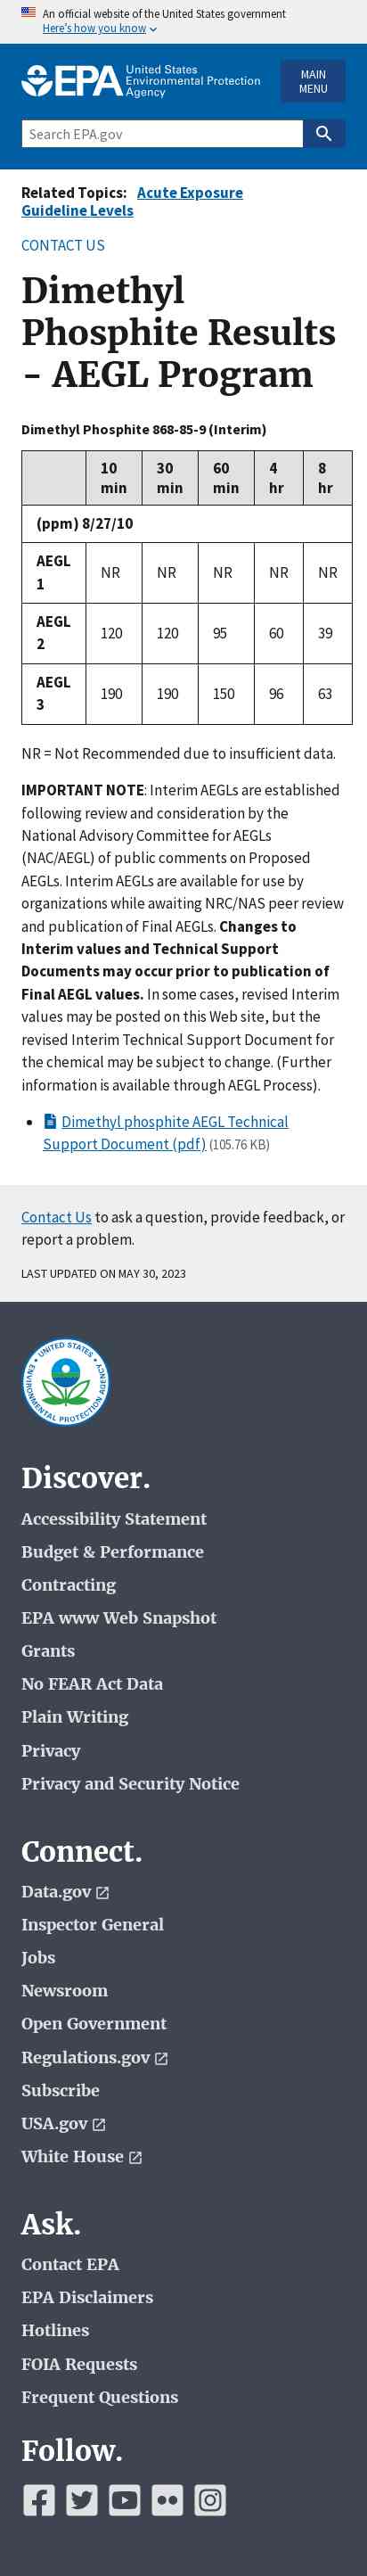 An official website of the United States government
Here's how you know
EPA United States
Environmental Protection
Agency
MAIN
MENU
Search EPA.gov
Related Topics: Acute Exposure
Guideline Levels
CONTACT US
Dimethyl
Phosphite Results
- AEGL Program
Dimethyl Phosphite 868-85-9 (Interim)
10 min 30 min 60 min 4 hr 8 hr
(ppm) 8/27/10
AEGL 1 NR NR NR NR NR
AEGL 2 120 120 95 60 39
AEGL 3 190 190 150 96 63
NR = Not Recommended due to insufficient data.
IMPORTANT NOTE: Interim AEGLs are established
following review and consideration by the
National Advisory Committee for AEGLs
(NAC/AEGL) of public comments on Proposed
AEGLs. Interim AEGLs are available for use by
organizations while awaiting NRC/NAS peer review
and publication of Final AEGLs. Changes to
Interim values and Technical Support
Documents may occur prior to publication of
Final AEGL values. In some cases, revised Interim
values may be posted on this Web site, but the
revised Interim Technical Support Document for
the chemical may be subject to change. (Further
information is available through AEGL Process).
Dimethyl phosphite AEGL Technical
Support Document (pdf) (105.76 KB)
Contact Us to ask a question, provide feedback, or
report a problem.
LAST UPDATED ON MAY 30, 2023
UNITED STATES
ENVIRONMENTAL PROTECTION AGENCY
Discover.
Accessibility Statement
Budget & Performance
Contracting
EPA www Web Snapshot
Grants
No FEAR Act Data
Plain Writing
Privacy
Privacy and Security Notice
Connect.
Data.gov
Inspector General
Jobs
Newsroom
Open Government
Regulations.gov
Subscribe
USA.gov
White House
Ask.
Contact EPA
EPA Disclaimers
Hotlines
FOIA Requests
Frequent Questions
Follow.